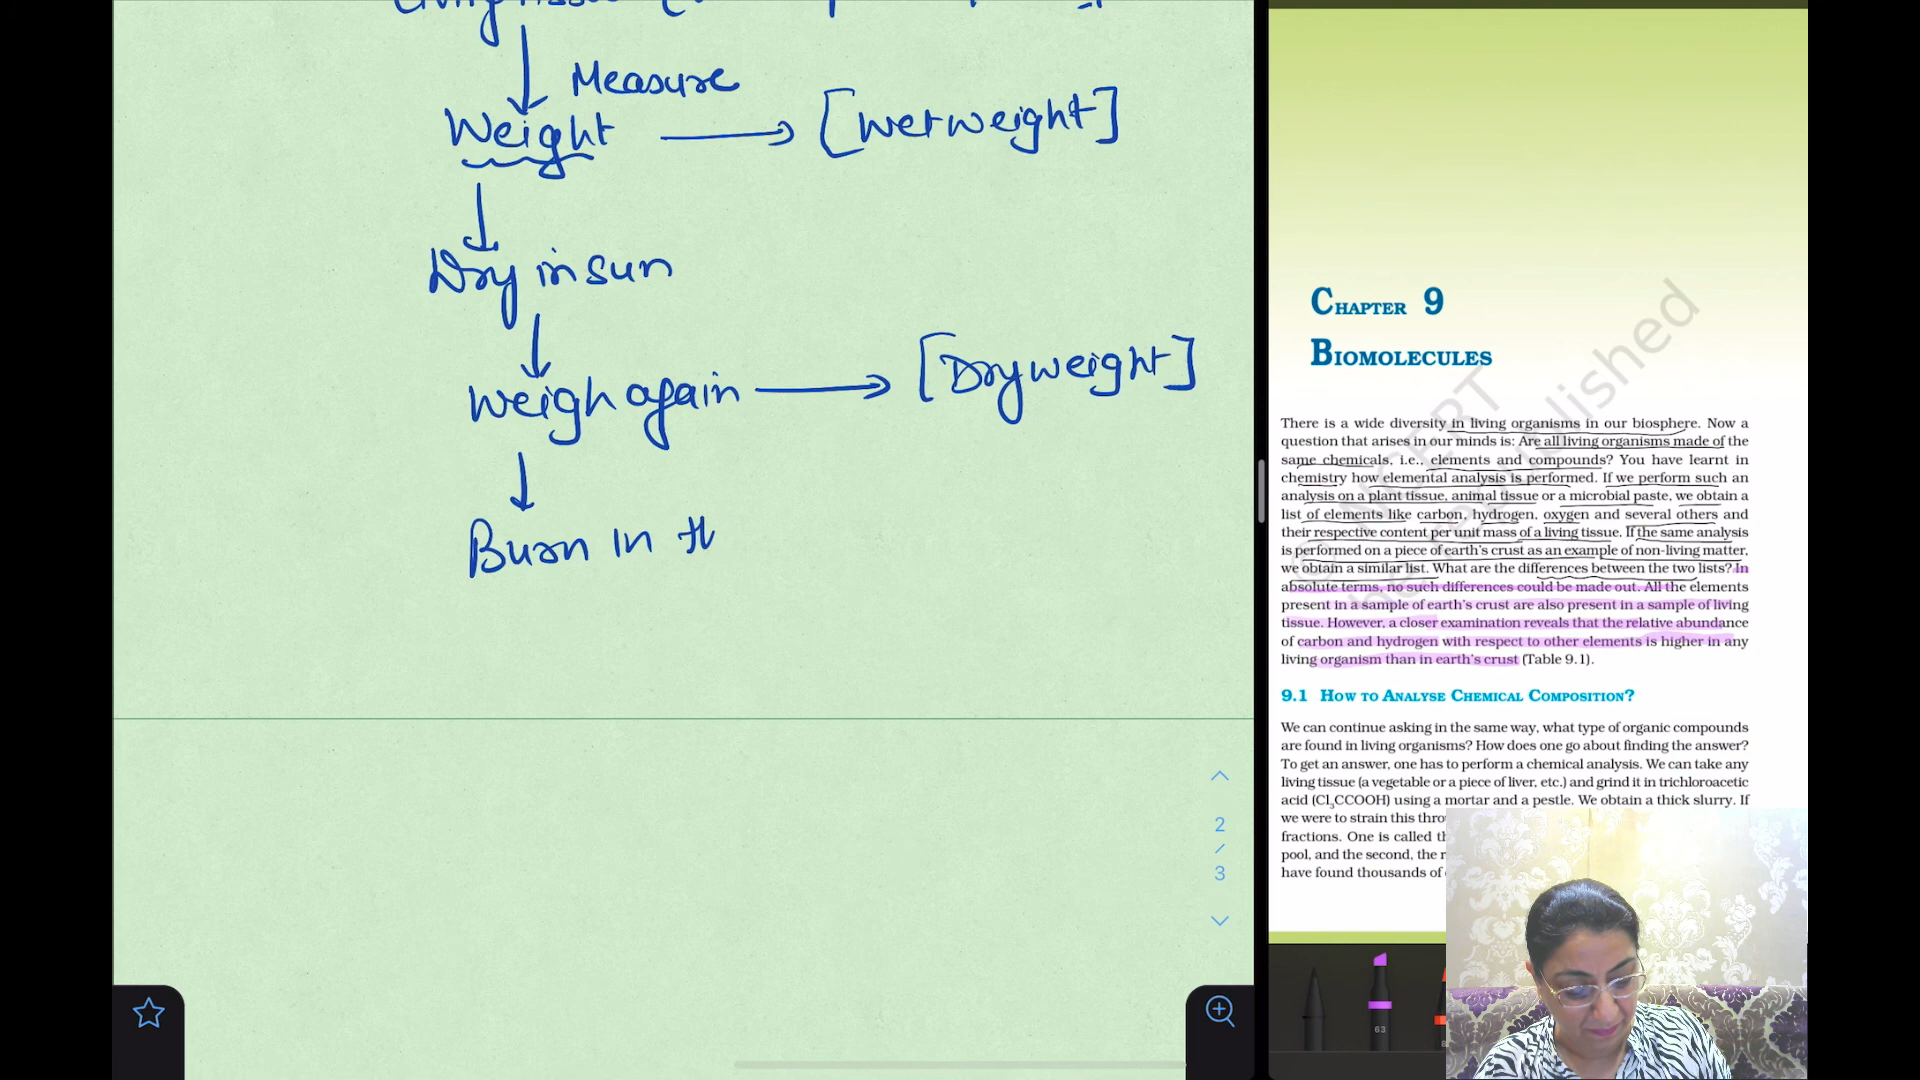 Measure
Weight → [Wet weight]
Dry in sun
Weigh again → [Dry weight]
Burn in th
2
/
3
CHAPTER 9
BIOMOLECULES
There is a wide diversity in living organisms in our biosphere. Now a
question that arises in our minds is: Are all living organisms made of the
same chemicals, i.e., elements and compounds? You have learnt in
chemistry how elemental analysis is performed. If we perform such an
analysis on a plant tissue, animal tissue or a microbial paste, we obtain a
list of elements like carbon, hydrogen, oxygen and several others and
their respective content per unit mass of a living tissue. If the same analysis
is performed on a piece of earth's crust as an example of non-living matter,
we obtain a similar list. What are the differences between the two lists? In
absolute terms, no such differences could be made out. All the elements
present in a sample of earth's crust are also present in a sample of living
tissue. However, a closer examination reveals that the relative abundance
of carbon and hydrogen with respect to other elements is higher in any
living organism than in earth's crust (Table 9.1).
9.1 HOW TO ANALYSE CHEMICAL COMPOSITION?
We can continue asking in the same way, what type of organic compounds
are found in living organisms? How does one go about finding the answer?
To get an answer, one has to perform a chemical analysis. We can take any
living tissue (a vegetable or a piece of liver, etc.) and grind it in trichloroacetic
acid (Cl₃CCOOH) using a mortar and a pestle. We obtain a thick slurry. If
we were to strain this thro
fractions. One is called th
pool, and the second, the r
have found thousands of
© NCERT
republished
63